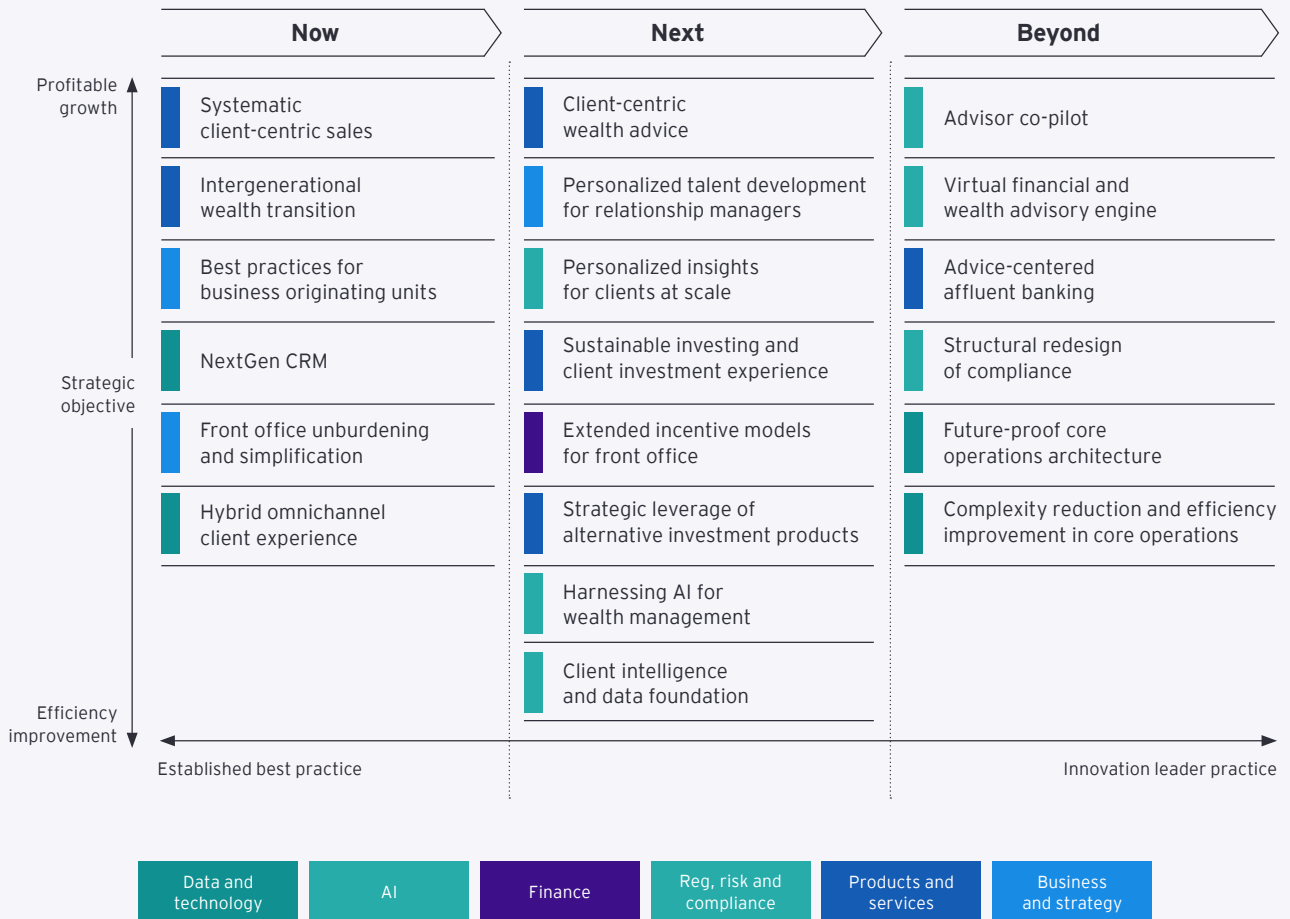 Now
Next
Beyond
Profitable
growth
Strategic
objective
Efficiency
improvement
Systematic
client-centric sales
Intergenerational
wealth transition
Best practices for
business originating units
NextGen CRM
Front office unburdening
and simplification
Hybrid omnichannel
client experience
Client-centric
wealth advice
Personalized talent development
for relationship managers
Personalized insights
for clients at scale
Sustainable investing and
client investment experience
Extended incentive models
for front office
Strategic leverage of
alternative investment products
Harnessing AI for
wealth management
Client intelligence
and data foundation
Advisor co-pilot
Virtual financial and
wealth advisory engine
Advice-centered
affluent banking
Structural redesign
of compliance
Future-proof core
operations architecture
Complexity reduction and efficiency
improvement in core operations
Established best practice
Innovation leader practice
Data and
technology
AI
Finance
Reg, risk and
compliance
Products and
services
Business
and strategy